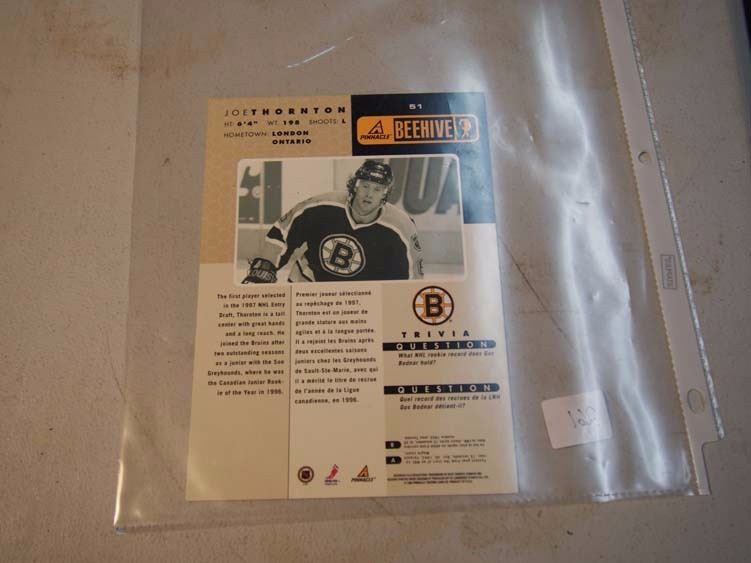 JOE THORNTON
HT: 6'4" WT: 198 SHOOTS: L
HOMETOWN: LONDON
ONTARIO
51
PINNACLE
BEEHIVE
B
LOUIS
The first player selected
in the 1997 NHL Entry
Draft, Thornton is a tall
center with great hands
and a long reach. He
joined the Bruins after
two outstanding seasons
as a junior with the Soo
Greyhounds, where he was
the Canadian Junior Rook-
ie of the Year in 1996.
Premier joueur sélectionné
au repêchage de 1997,
Thornton est un joueur de
grande stature aux mains
agiles et à la longue portée.
Il a rejoint les Bruins après
deux excellentes saisons
juniors chez les Greyhounds
de Sault-Ste-Marie, avec qui
il a mérité le titre de recrue
de l'année de la Ligue
canadienne, en 1996.
B
TRIVIA
QUESTION
What NHL rookie record does Gus
Bodnar hold?
QUESTION
Quel record des recrues de la LNH
Gus Bodnar détient-il?
R
A
PINNACLE